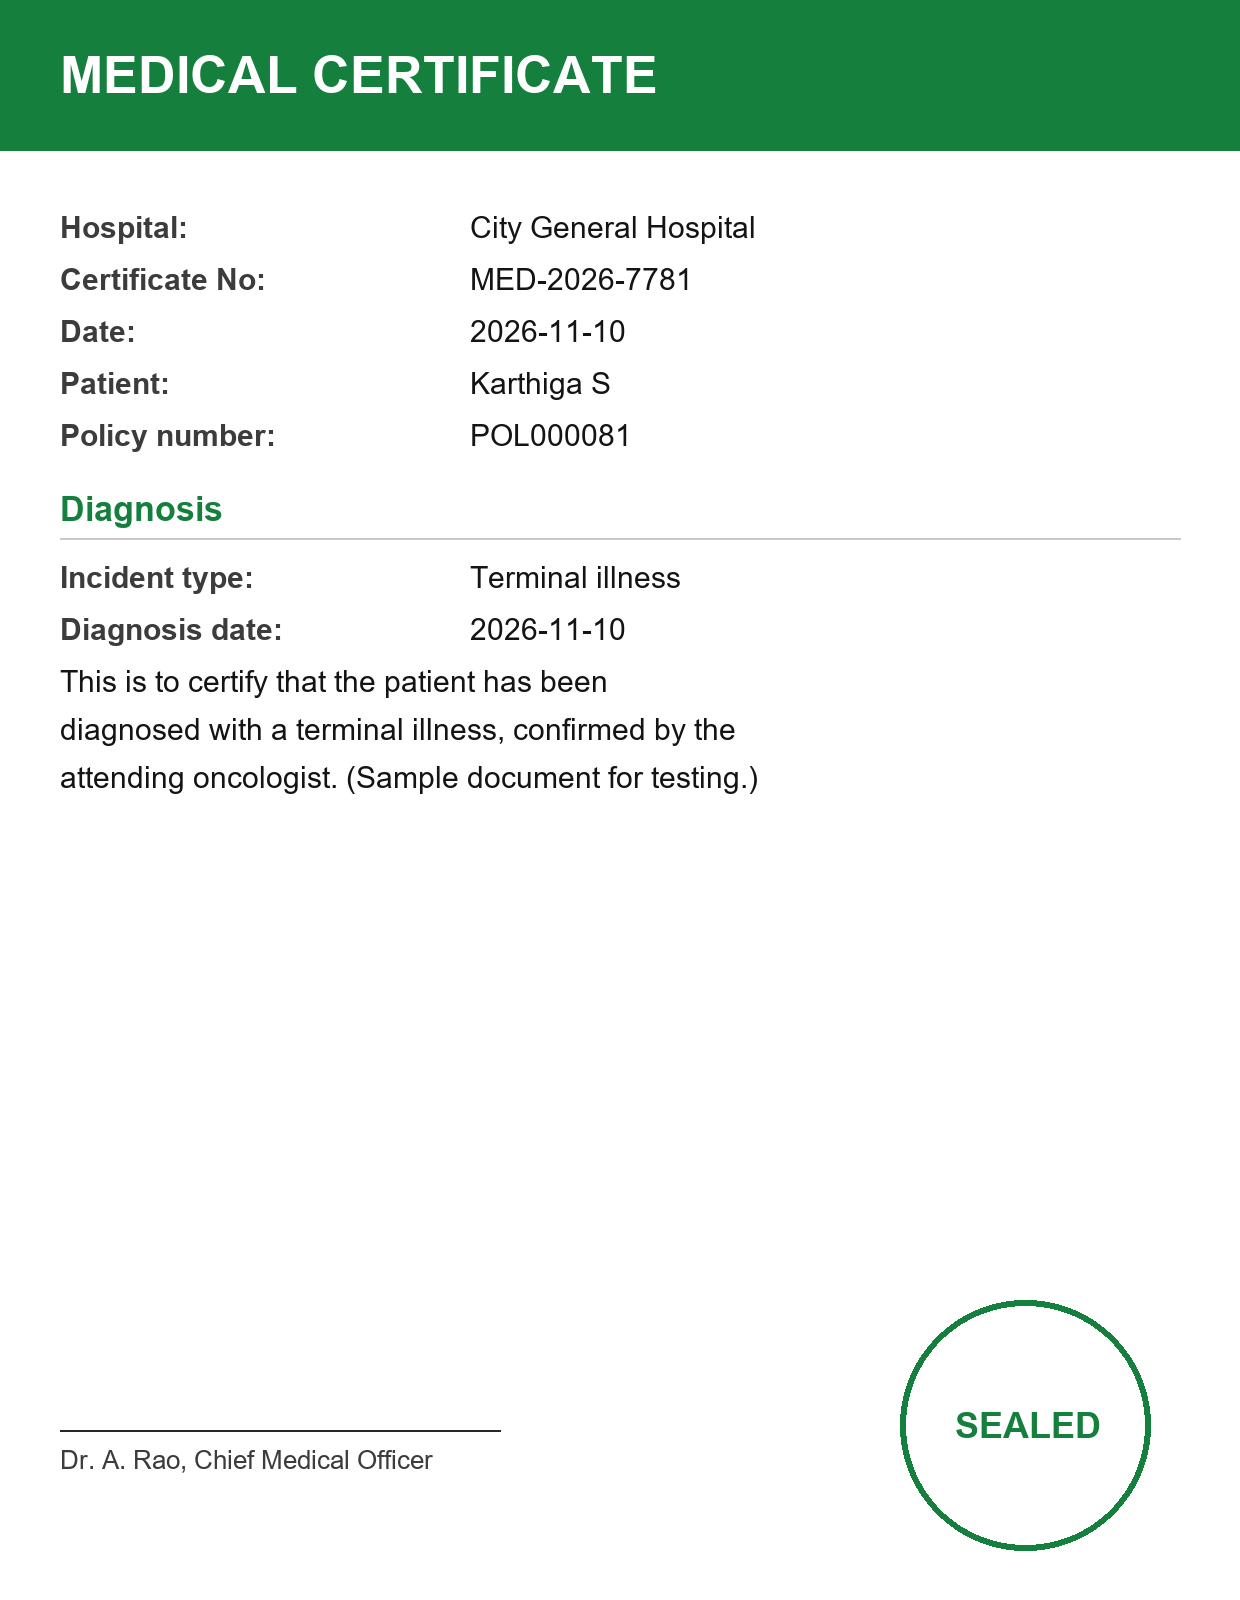 MEDICAL CERTIFICATE
Hospital: City General Hospital
Certificate No: MED-2026-7781
Date: 2026-11-10
Patient: Karthiga S
Policy number: POL000081
Diagnosis
Incident type: Terminal illness
Diagnosis date: 2026-11-10
This is to certify that the patient has been
diagnosed with a terminal illness, confirmed by the
attending oncologist. (Sample document for testing.)
SEALED
Dr. A. Rao, Chief Medical Officer